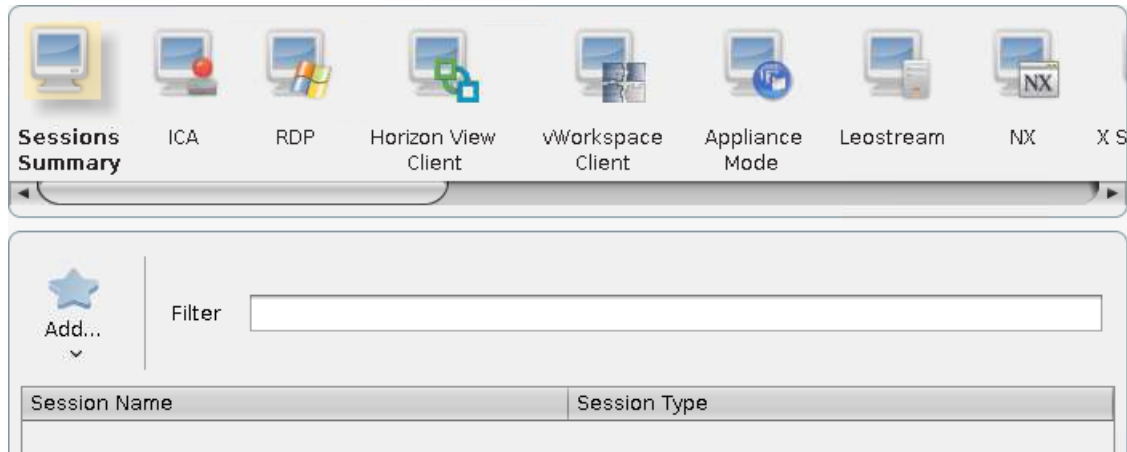 Sessions Summary
ICA
RDP
Horizon View Client
vWorkspace Client
Appliance Mode
Leostream
NX
NX
X S
Add...
Filter
Session Name
Session Type